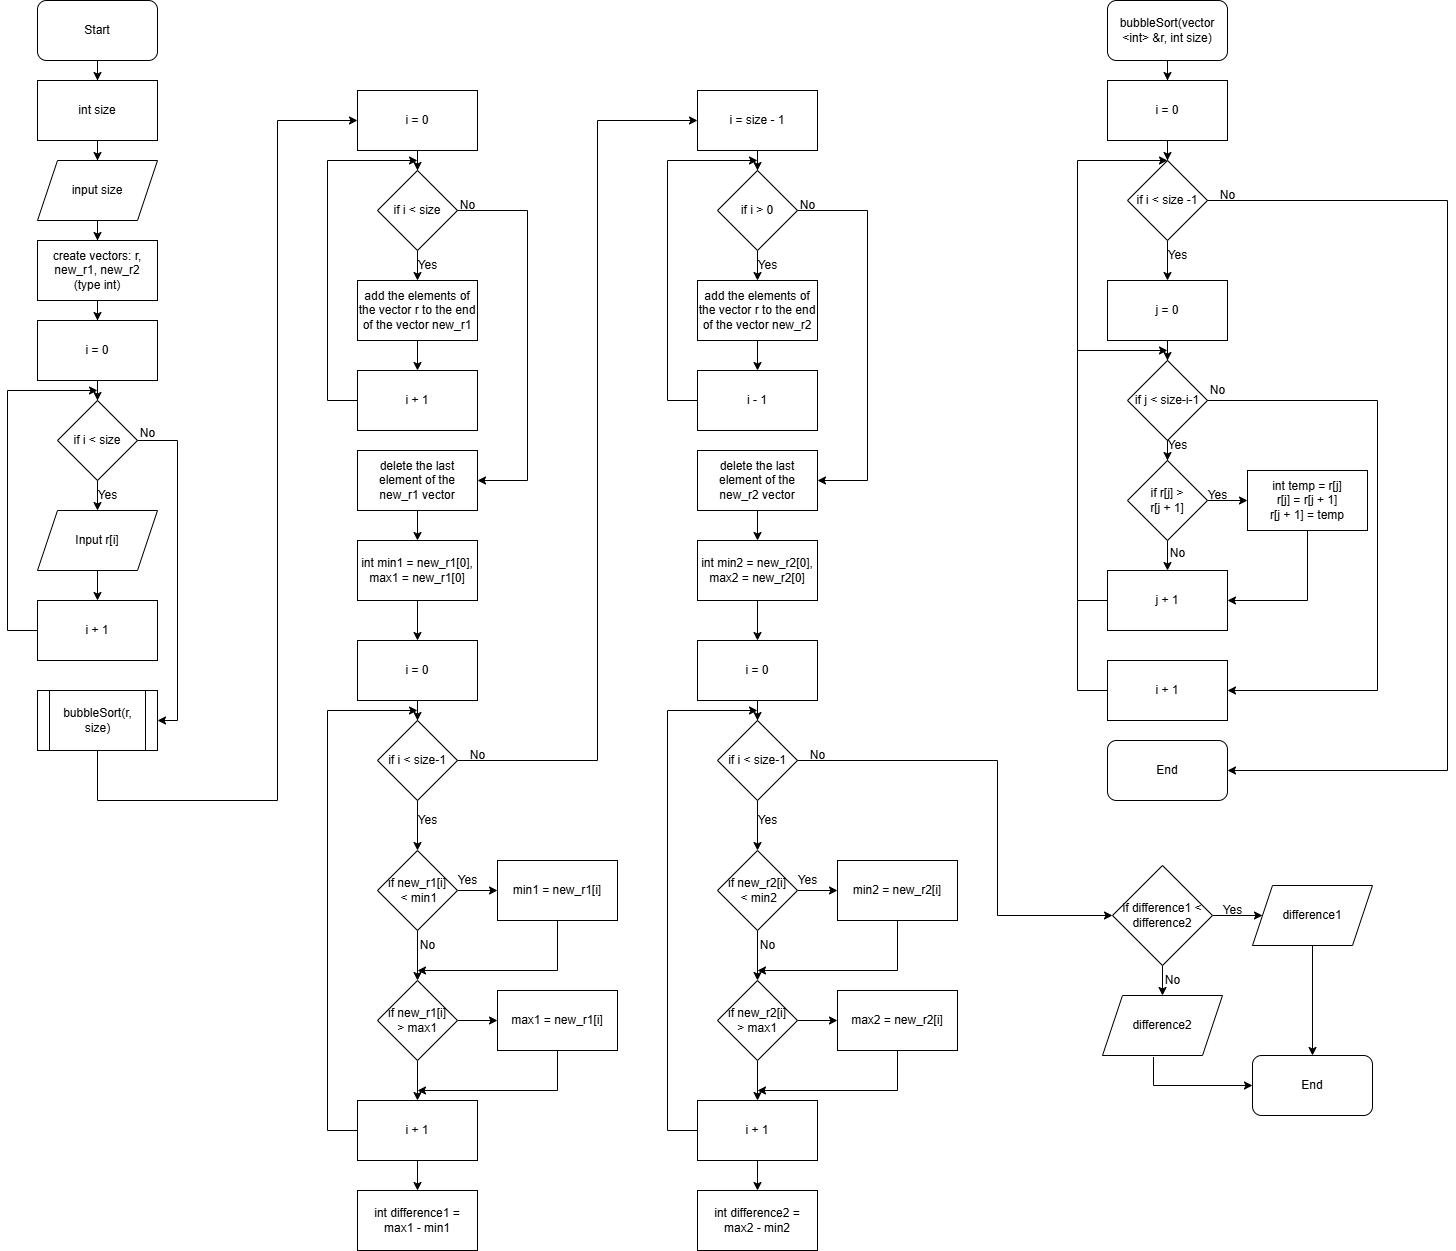 Start
int size
input size
create vectors: r,
new_r1, new_r2
(type int)
i = 0
if i < size
No
Yes
Input r[i]
i + 1
bubbleSort(r,
size)
i = 0
if i < size
No
Yes
add the elements of
the vector r to the end
of the vector new_r1
i + 1
delete the last
element of the
new_r1 vector
int min1 = new_r1[0],
max1 = new_r1[0]
i = 0
if i < size-1
No
Yes
if new_r1[i]
< min1
Yes
min1 = new_r1[i]
No
if new_r1[i]
> max1
max1 = new_r1[i]
i + 1
int difference1 =
max1 - min1
i = size - 1
if i > 0
No
Yes
add the elements of
the vector r to the end
of the vector new_r2
i - 1
delete the last
element of the
new_r2 vector
int min2 = new_r2[0],
max2 = new_r2[0]
i = 0
if i < size-1
No
Yes
if new_r2[i]
< min2
Yes
min2 = new_r2[i]
No
if new_r2[i]
> max1
max2 = new_r2[i]
i + 1
int difference2 =
max2 - min2
bubbleSort(vector
<int> &r, int size)
i = 0
if i < size -1
No
Yes
j = 0
if j < size-i-1
No
Yes
if r[j] >
r[j + 1]
Yes
int temp = r[j]
r[j] = r[j + 1]
r[j + 1] = temp
No
j + 1
i + 1
End
if difference1 <
difference2
Yes
difference1
No
difference2
End